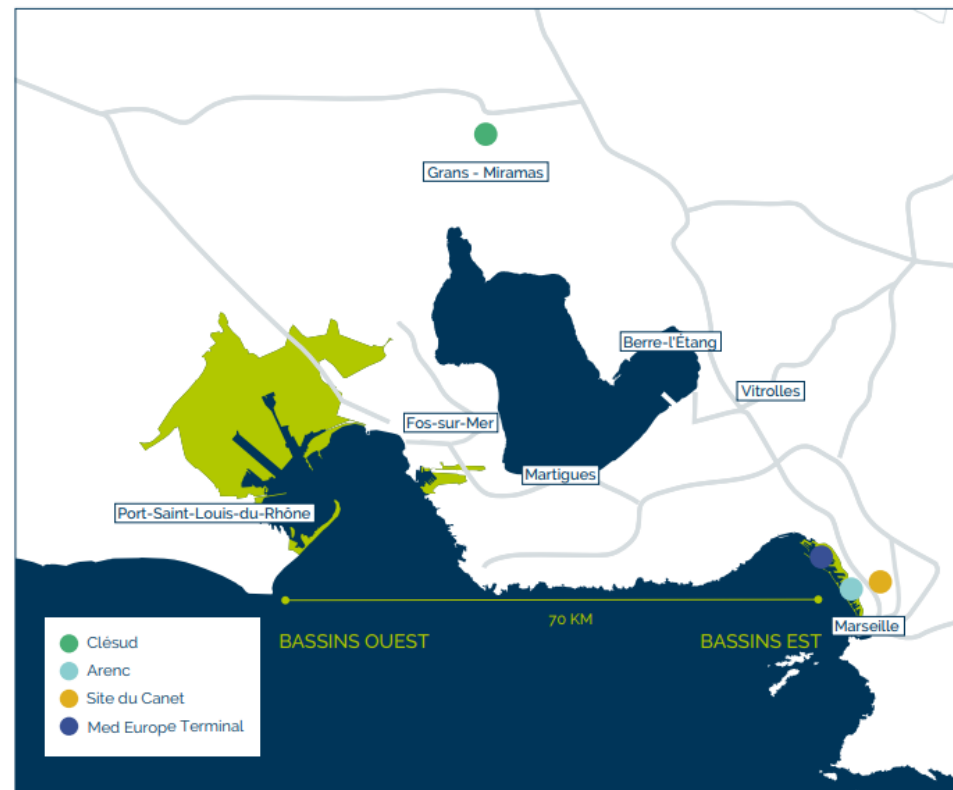 Grans - Miramas
Berre-l'Étang
Vitrolles
Fos-sur-Mer
Martigues
Port-Saint-Louis-du-Rhône
70 KM
Marseille
BASSINS OUEST
BASSINS EST
Clésud
Arenc
Site du Canet
Med Europe Terminal